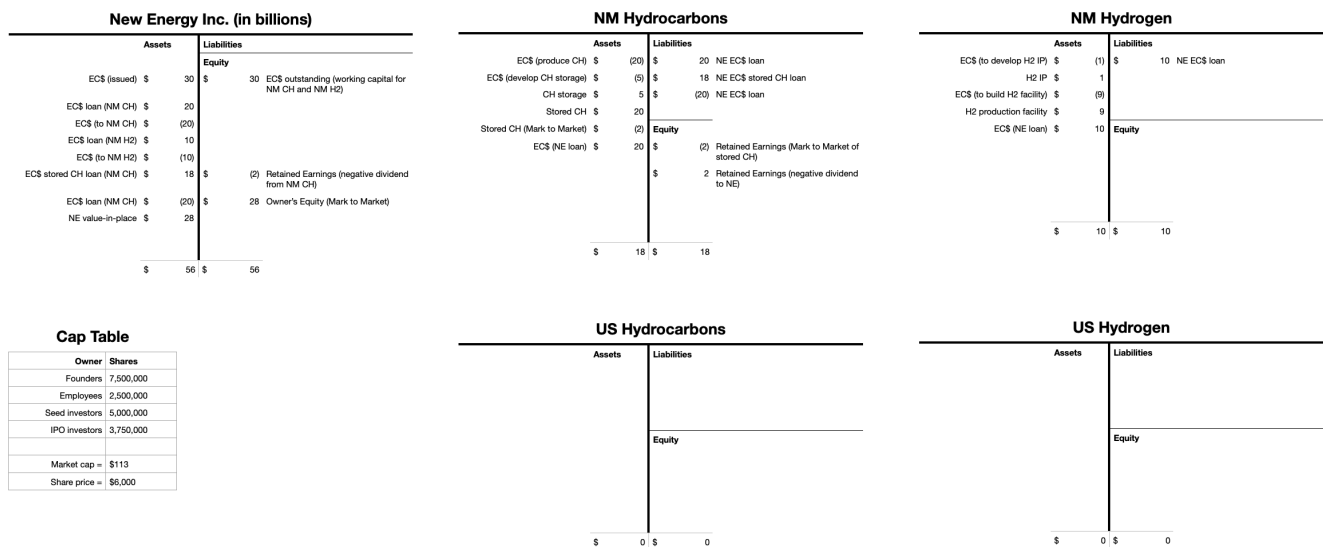 New Energy Inc. (in billions)
Assets Liabilities
Equity
EC$ (issued) $ 30 $ 30 EC$ outstanding (working capital for
NM CH and NM H2)
EC$ loan (NM CH) $ 20
EC$ (to NM CH) $ (20)
EC$ loan (NM H2) $ 10
EC$ (to NM H2) $ (10)
EC$ stored CH loan (NM CH) $ 18 $ (2) Retained Earnings (negative dividend
from NM CH)
EC$ loan (NM CH) $ (20) $ 28 Owner's Equity (Mark to Market)
NE value-in-place $ 28
$ 56 $ 56
NM Hydrocarbons
Assets Liabilities
EC$ (produce CH) $ (20) $ 20 NE EC$ loan
EC$ (develop CH storage) $ (5) $ 18 NE EC$ stored CH loan
CH storage $ 5 $ (20) NE EC$ loan
Stored CH $ 20
Stored CH (Mark to Market) $ (2) Equity
EC$ (NE loan) $ 20 $ (2) Retained Earnings (Mark to Market of
stored CH)
$ 2 Retained Earnings (negative dividend
to NE)
$ 18 $ 18
NM Hydrogen
Assets Liabilities
EC$ (to develop H2 IP) $ (1) $ 10 NE EC$ loan
H2 IP $ 1
EC$ (to build H2 facility) $ (9)
H2 production facility $ 9
EC$ (NE loan) $ 10 Equity
$ 10 $ 10
Cap Table
Owner Shares
Founders 7,500,000
Employees 2,500,000
Seed investors 5,000,000
IPO investors 3,750,000
Market cap = $113
Share price = $6,000
US Hydrocarbons
Assets Liabilities
Equity
$ 0 $ 0
US Hydrogen
Assets Liabilities
Equity
$ 0 $ 0